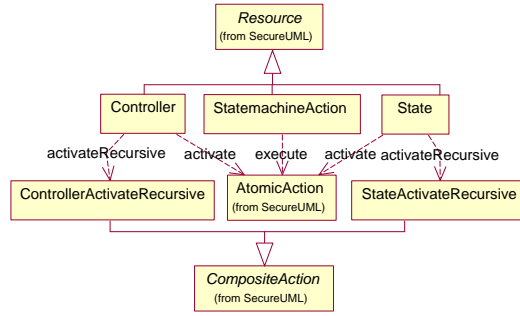 Resource
(from SecureUML)
Controller
StatemachineAction
State
activateRecursive
activate
execute
activate
activateRecursive
ControllerActivateRecursive
AtomicAction
(from SecureUML)
StateActivateRecursive
CompositeAction
(from SecureUML)